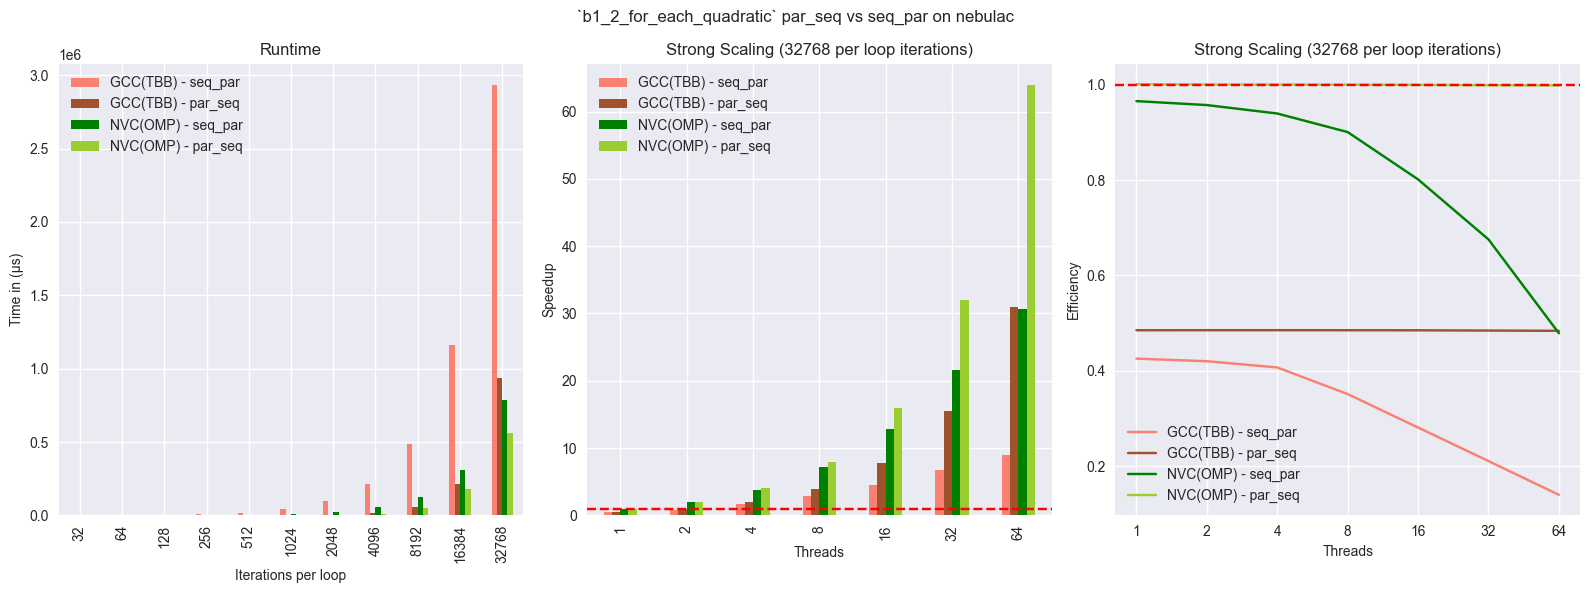 `b1_2_for_each_quadratic` par_seq vs seq_par on nebulac
Runtime
1e6
3.0
2.5
2.0
1.5
1.0
0.5
0.0
Time in (μs)
GCC(TBB) - seq_par
GCC(TBB) - par_seq
NVC(OMP) - seq_par
NVC(OMP) - par_seq
32
64
128
256
512
1024
2048
4096
8192
16384
32768
Iterations per loop
Strong Scaling (32768 per loop iterations)
60
50
40
30
20
10
0
Speedup
GCC(TBB) - seq_par
GCC(TBB) - par_seq
NVC(OMP) - seq_par
NVC(OMP) - par_seq
1
2
4
8
16
32
64
Threads
Strong Scaling (32768 per loop iterations)
1.0
0.8
0.6
0.4
0.2
Efficiency
GCC(TBB) - seq_par
GCC(TBB) - par_seq
NVC(OMP) - seq_par
NVC(OMP) - par_seq
1
2
4
8
16
32
64
Threads